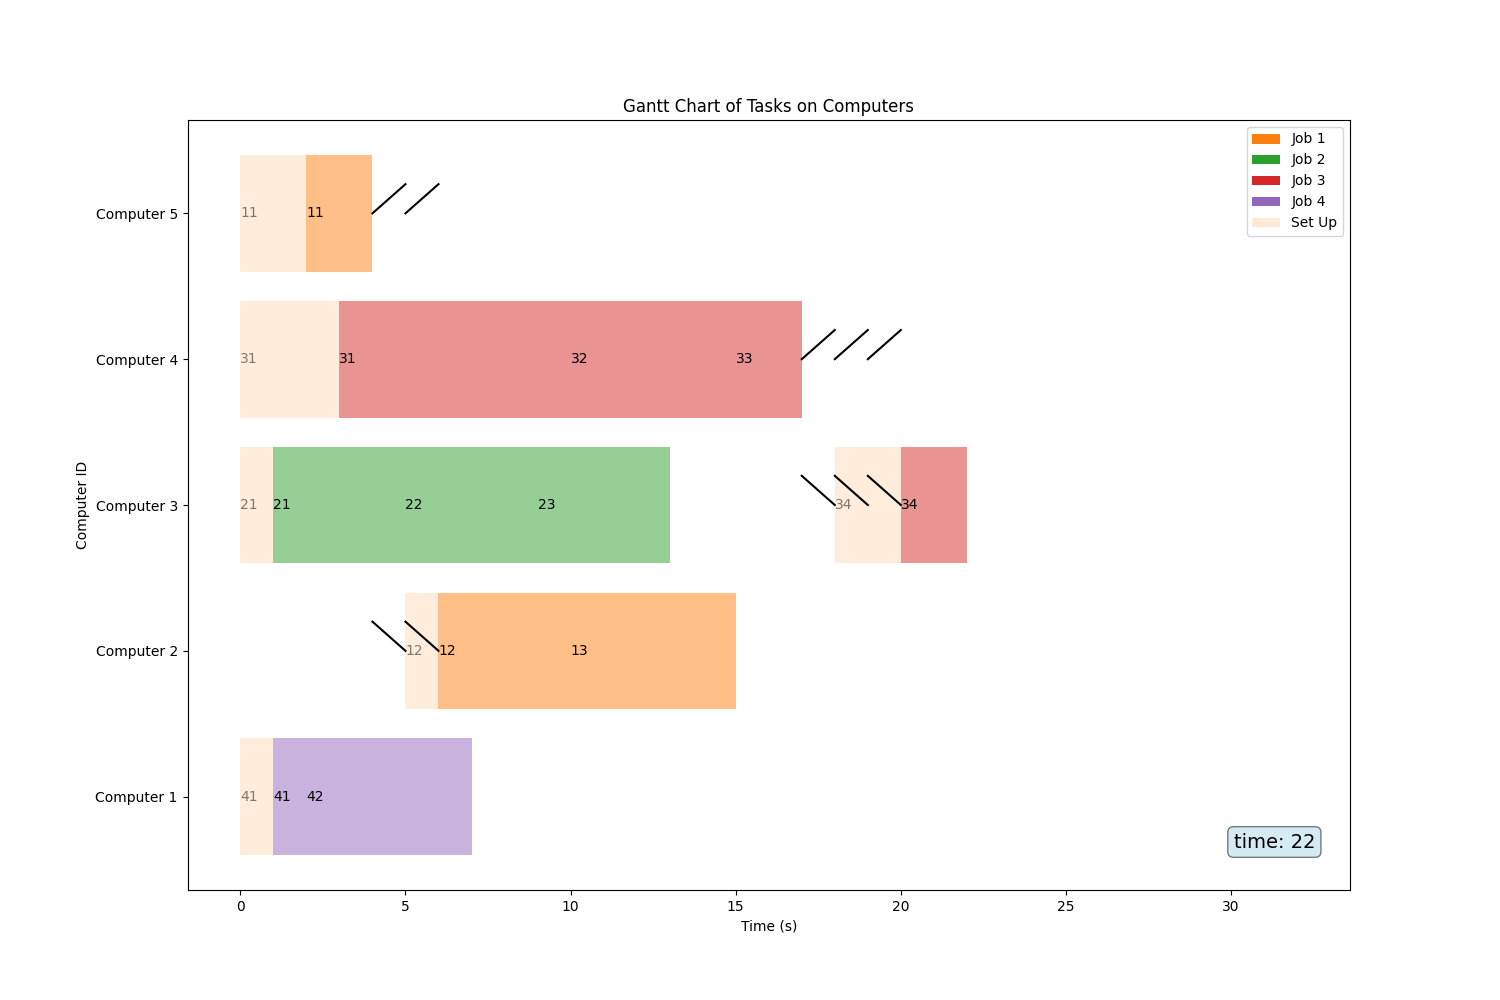 Gantt Chart of Tasks on Computers
Job 1
Job 2
Job 3
Job 4
Set Up
Computer ID
Computer 5
11 11
Computer 4
31 31 32 33
Computer 3
21 21 22 23 34 34
Computer 2
12 12 13
Computer 1
41 41 42
time: 22
0 5 10 15 20 25 30
Time (s)